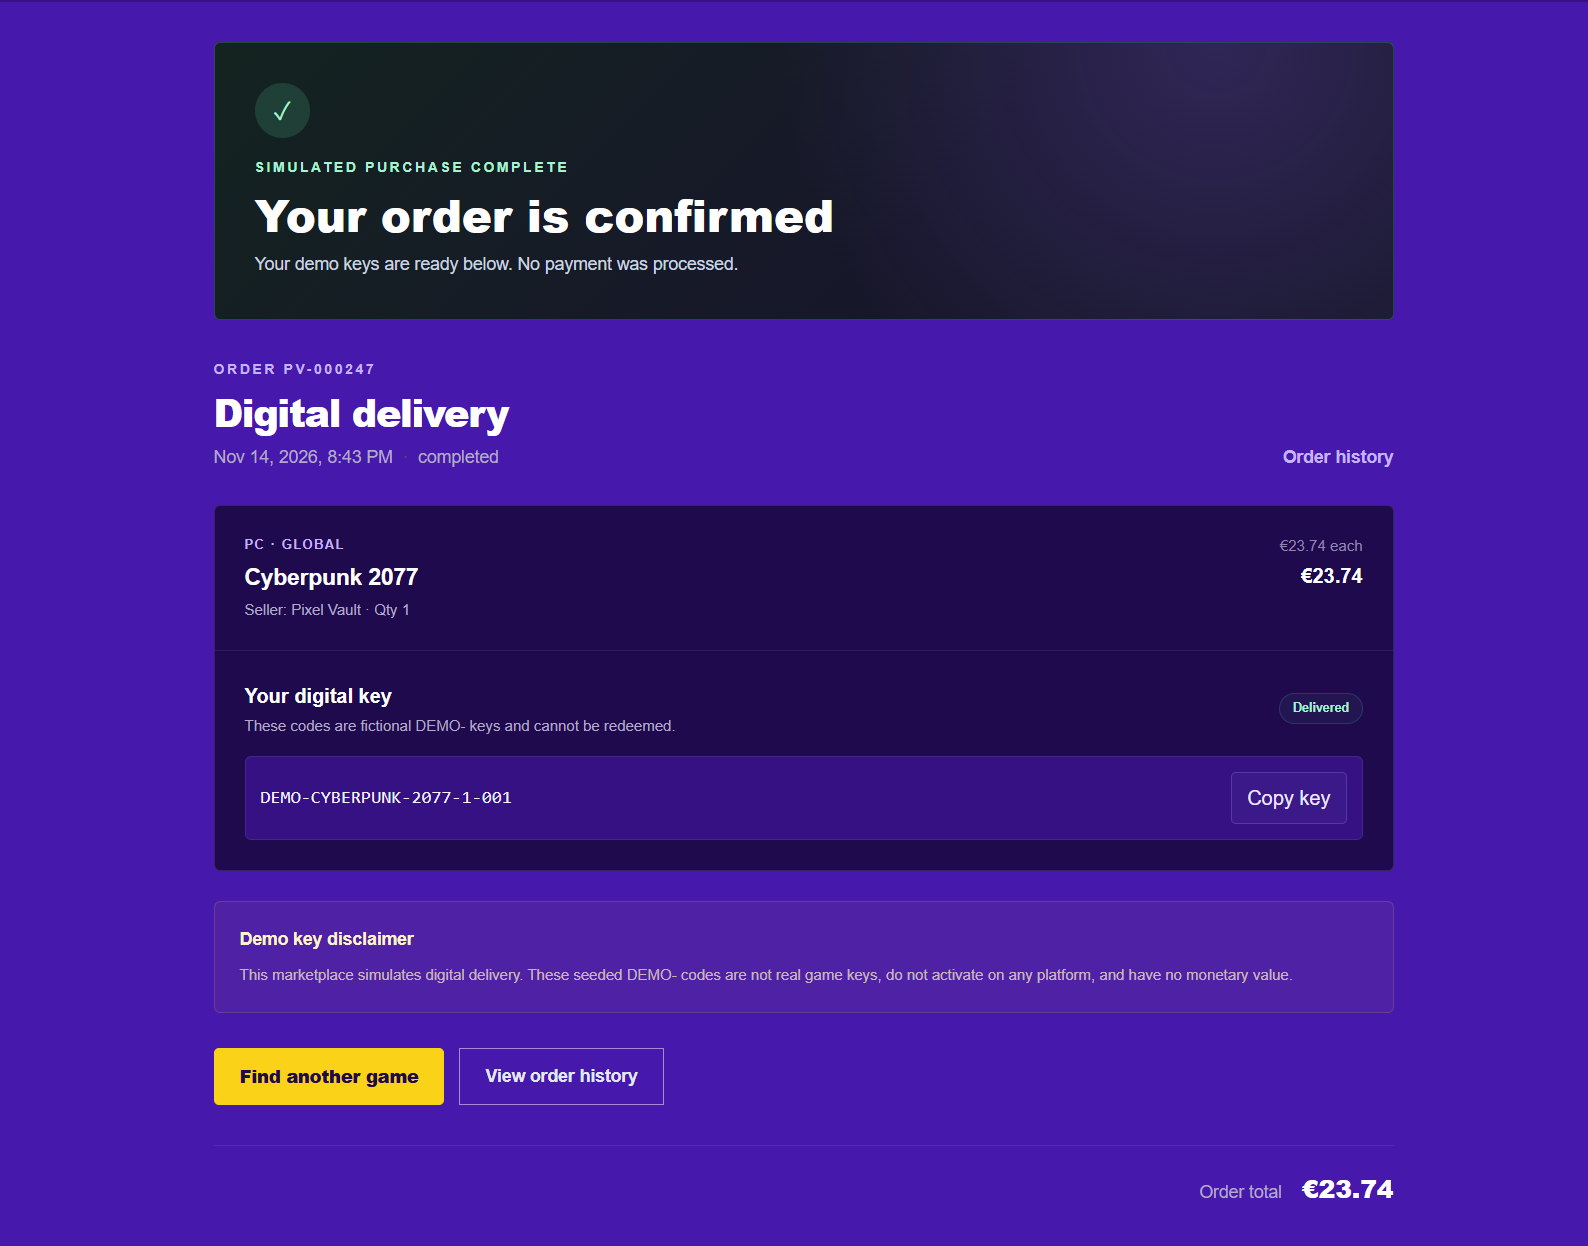 ✓
SIMULATED PURCHASE COMPLETE
Your order is confirmed
Your demo keys are ready below. No payment was processed.
ORDER PV-000247
Digital delivery
Nov 14, 2026, 8:43 PM · completed
Order history
PC · GLOBAL
€23.74 each
Cyberpunk 2077
€23.74
Seller: Pixel Vault · Qty 1
Your digital key
Delivered
These codes are fictional DEMO- keys and cannot be redeemed.
DEMO-CYBERPUNK-2077-1-001
Copy key
Demo key disclaimer
This marketplace simulates digital delivery. These seeded DEMO- codes are not real game keys, do not activate on any platform, and have no monetary value.
Find another game
View order history
Order total €23.74